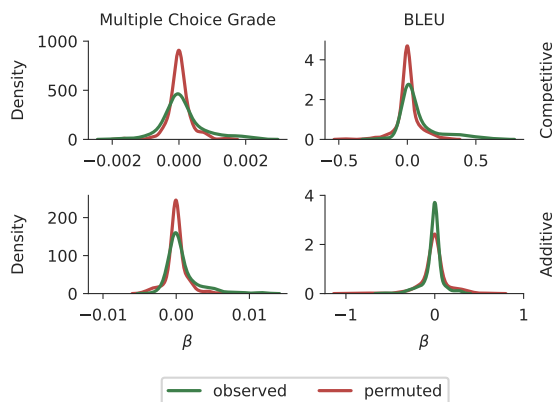 Multiple Choice Grade
BLEU
Density
1000
500
0
−0.002
0.000
0.002
4
2
0
−0.5
0.0
0.5
Competitive
Density
200
100
0
−0.01
0.00
0.01
β
4
2
0
−1
0
1
β
Additive
observed
permuted